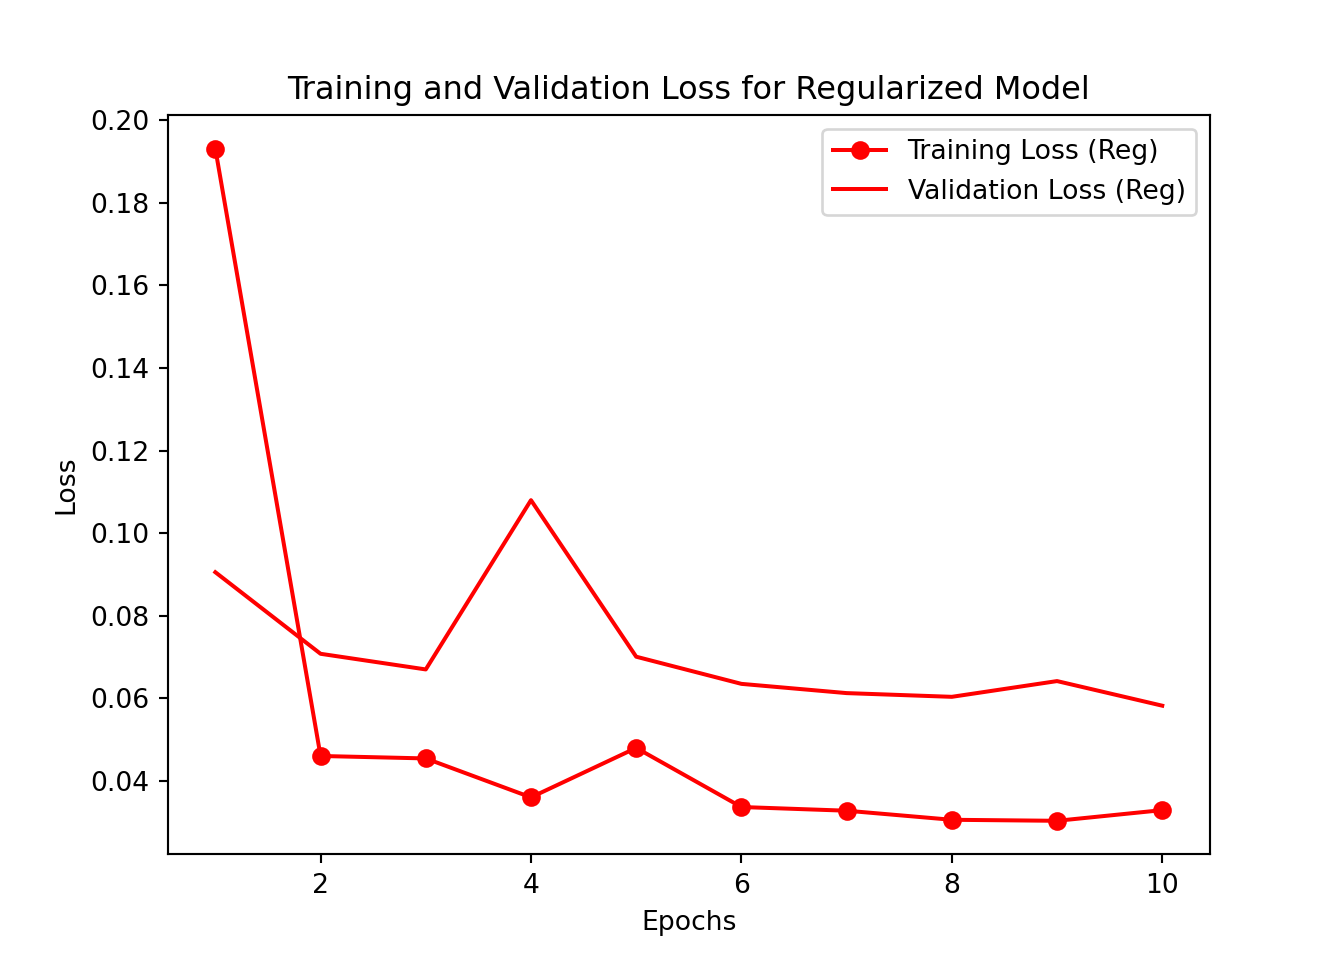 Training and Validation Loss for Regularized Model
Training Loss (Reg)
Validation Loss (Reg)
Loss
0.20
0.18
0.16
0.14
0.12
0.10
0.08
0.06
0.04
2 4 6 8 10
Epochs